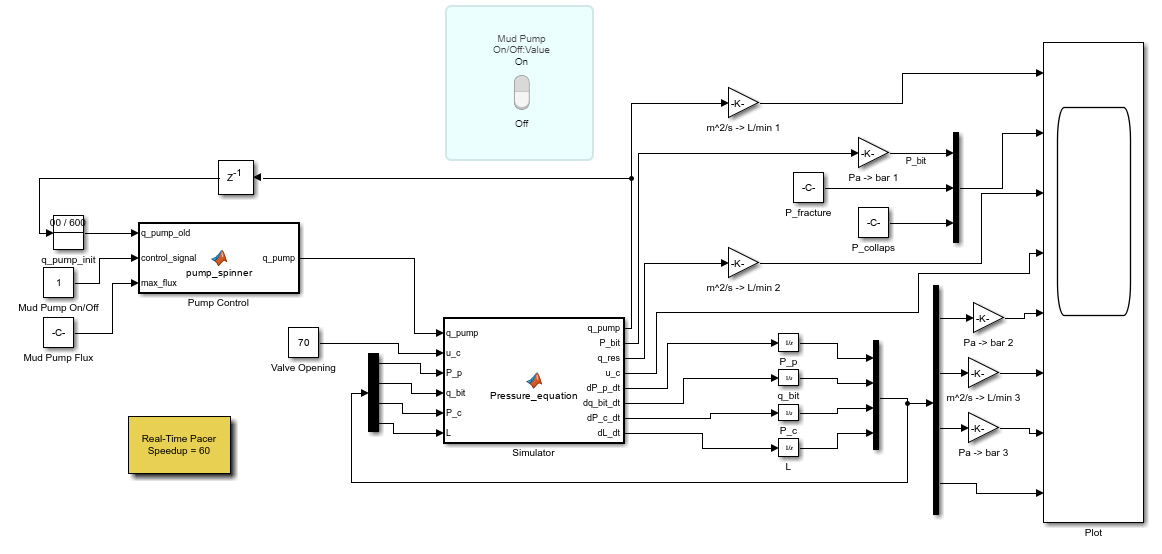 Mud Pump
On/Off:Value
On
Off
-K-
m^2/s -> L/min 1
-K-
P_bit
Pa -> bar 1
Z-1
-C-
P_fracture
-C-
P_collaps
00 / 600
q_pump_init
q_pump_old
control_signal
max_flux
pump_spinner
q_pump
Pump Control
1
Mud Pump On/Off
-C-
Mud Pump Flux
-K-
m^2/s -> L/min 2
70
Valve Opening
q_pump
u_c
P_p
q_bit
P_c
L
Pressure_equation
q_pump
P_bit
q_res
u_c
dP_p_dt
dq_bit_dt
dP_c_dt
dL_dt
Simulator
P_p
q_bit
P_c
L
-K-
Pa -> bar 2
-K-
m^2/s -> L/min 3
-K-
Pa -> bar 3
Real-Time Pacer
Speedup = 60
Plot